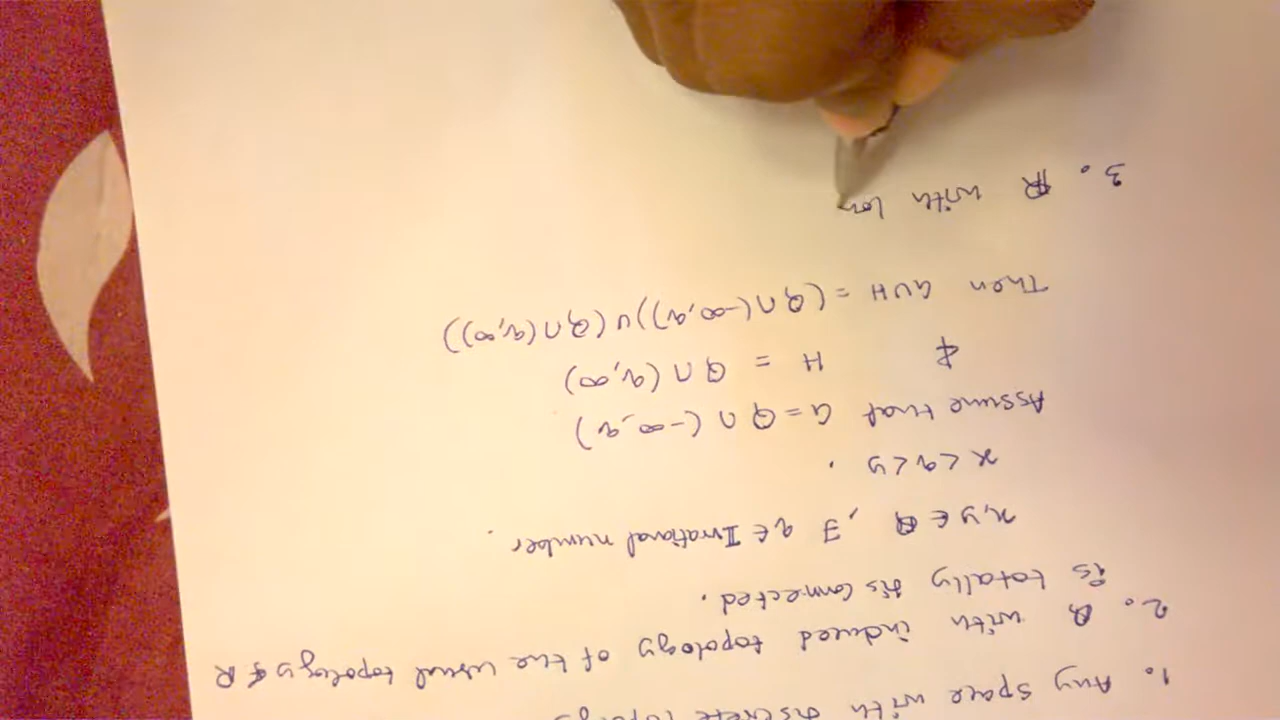 1. Any space with discrete topology
2. Q with induced topology of the usual topology of R
is totally disconnected.
x,y ∈ Q , ∃ q ∈ Irrational number.
x<q<y .
Assume that G = Q ∩ (-∞,q)
& H = Q ∩ (q,∞)
Then G∪H = (Q ∩ (-∞,q)) ∪ (Q ∩ (q,∞))
3. R with low